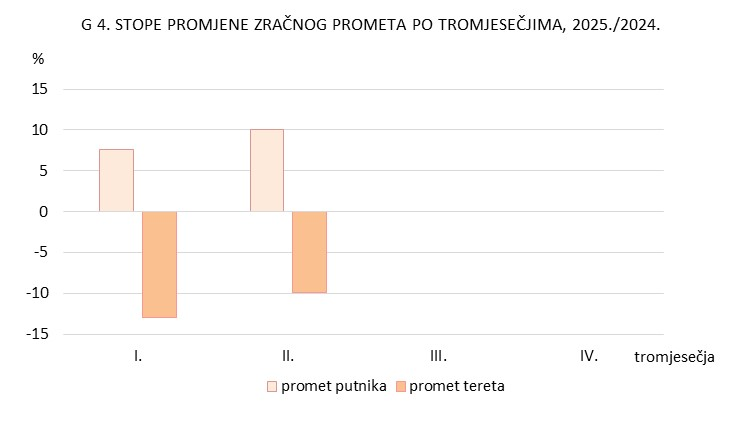 G 4. STOPE PROMJENE ZRAČNOG PROMETA PO TROMJESEČJIMA, 2025./2024.
%
15
10
5
0
-5
-10
-15
I. II. III. IV. tromjesečja
promet putnika promet tereta